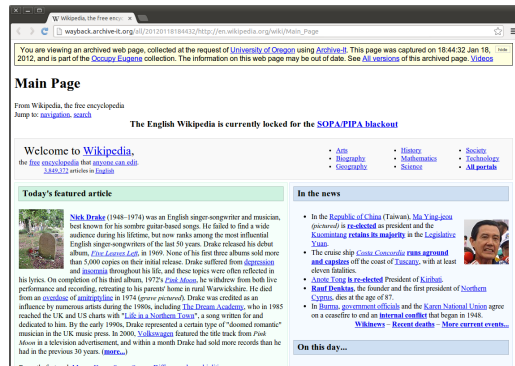 Wikipedia, the free ency
wayback.archive-it.org/all/20120118184432/http://en.wikipedia.org/wiki/Main_Page
You are viewing an archived web page, collected at the request of University of Oregon using Archive-It. This page was captured on 18:44:32 Jan 18, hide
2012, and is part of the Occupy Eugene collection. The information on this web page may be out of date. See All versions of this archived page. Videos
Main Page
From Wikipedia, the free encyclopedia
Jump to: navigation, search
The English Wikipedia is currently locked for the SOPA/PIPA blackout
Welcome to Wikipedia,
the free encyclopedia that anyone can edit.
3,849,372 articles in English
• Arts
• Biography
• Geography
• History
• Mathematics
• Science
• Society
• Technology
• All portals
Today's featured article
Nick Drake (1948–1974) was an English singer-songwriter and musician,
best known for his sombre guitar-based songs. He failed to find a wide
audience during his lifetime, but now ranks among the most influential
English singer-songwriters of the last 50 years. Drake released his debut
album, Five Leaves Left, in 1969. None of his first three albums sold more
than 5,000 copies on their initial release. Drake suffered from depression
and insomnia throughout his life, and these topics were often reflected in
his lyrics. On completion of his third album, 1972's Pink Moon, he withdrew from both live
performance and recording, retreating to his parents' home in rural Warwickshire. He died
from an overdose of amitriptyline in 1974 (grave pictured). Drake was credited as an
influence by numerous artists during the 1980s, including The Dream Academy, who in 1985
reached the UK and US charts with "Life in a Northern Town", a song written for and
dedicated to him. By the early 1990s, Drake represented a certain type of "doomed romantic"
musician in the UK music press. In 2000, Volkswagen featured the title track from Pink
Moon in a television advertisement, and within a month Drake had sold more records than he
had in the previous 30 years. (more...)
In the news
• In the Republic of China (Taiwan), Ma Ying-jeou
(pictured) is re-elected as president and the
Kuomintang retains its majority in the Legislative
Yuan.
• The cruise ship Costa Concordia runs aground
and capsizes off the coast of Tuscany, with at least
eleven fatalities.
• Anote Tong is re-elected President of Kiribati.
• Rauf Denktaş, the founder and the first president of Northern
Cyprus, dies at the age of 87.
• In Burma, government officials and the Karen National Union agree
on a ceasefire to end an internal conflict that began in 1948.
Wikinews – Recent deaths – More current events...
On this day...